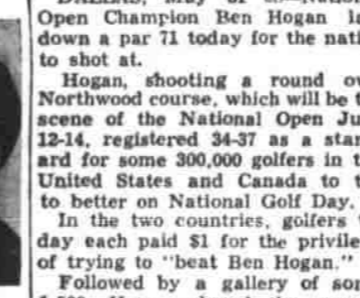 DALLAS, May
Open Champion Ben Hogan
down a par 71 today for the nati
to shot at.
Hogan, shooting a round ov
Northwood course, which will be t
scene of the National Open Ju
12-14, registered 34-37 as a stan
ard for some 300,000 golfers in t
United States and Canada to t
to better on National Golf Day.
In the two countries, golfers
day each paid $1 for the privile
of trying to "beat Ben Hogan."
Followed by a gallery of som